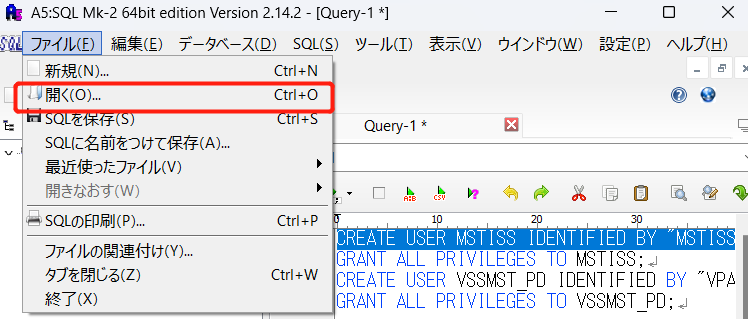 A5:SQL Mk-2 64bit edition Version 2.14.2 - [Query-1 *]
ファイル(F) 編集(E) データベース(D) SQL(S) ツール(T) 表示(V) ウインドウ(W) 設定(P) ヘルプ(H)
新規(N)... Ctrl+N
開く(O)... Ctrl+O
SQLを保存(S) Ctrl+S
SQLに名前をつけて保存(A)...
最近使ったファイル(V)
開きなおす(W)
SQLの印刷(P)... Ctrl+P
ファイルの関連付け(Y)...
タブを閉じる(Z) Ctrl+W
終了(X)
Query-1 *
A:B CSV
0 10 20 30
CREATE USER MSTISS IDENTIFIED BY "MSTISS
GRANT ALL PRIVILEGES TO MSTISS;
CREATE USER VSSMST_PD IDENTIFIED BY "VPA
GRANT ALL PRIVILEGES TO VSSMST_PD;